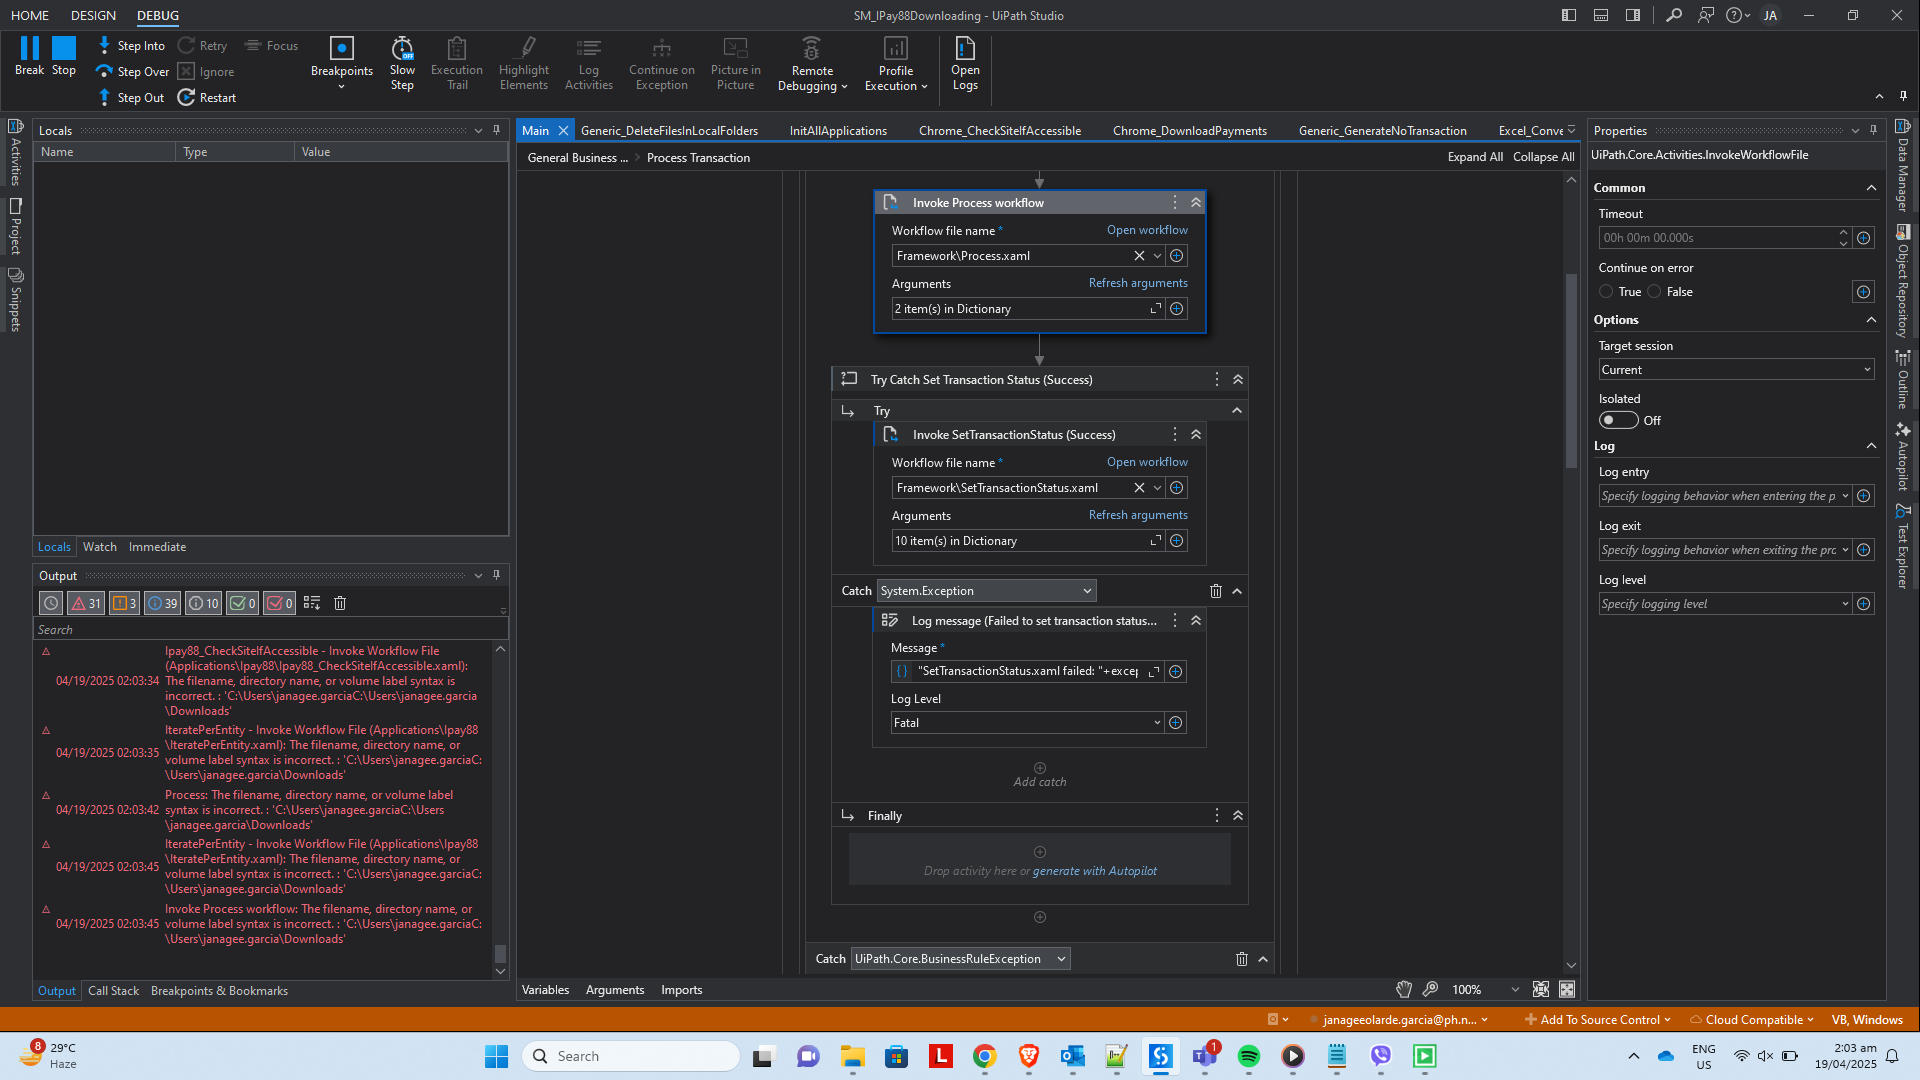 HOME DESIGN DEBUG
SM_IPay88Downloading - UiPath Studio
JA
Break Stop
Step Into Retry Focus
Step Over Ignore
Step Out Restart
Breakpoints
Slow Step
Execution Trail
Highlight Elements
Log Activities
Continue on Exception
Picture in Picture
Remote Debugging
Profile Execution
Open Logs
Activities
Project
Snippets
Locals
Name Type Value
Locals Watch Immediate
Output
31 3 39 10 0 0
Search
Ipay88_CheckSiteIfAccessible - Invoke Workflow File
(Applications\Ipay88\Ipay88_CheckSiteIfAccessible.xaml):
04/19/2025 02:03:34 The filename, directory name, or volume label syntax is
incorrect. : 'C:\Users\janagee.garciaC:\Users\janagee.garcia
\Downloads'
IteratePerEntity - Invoke Workflow File (Applications\Ipay88
\IteratePerEntity.xaml): The filename, directory name, or
04/19/2025 02:03:35 volume label syntax is incorrect. : 'C:\Users\janagee.garciaC:
\Users\janagee.garcia\Downloads'
Process: The filename, directory name, or volume label
04/19/2025 02:03:42 syntax is incorrect. : 'C:\Users\janagee.garciaC:\Users
\janagee.garcia\Downloads'
IteratePerEntity - Invoke Workflow File (Applications\Ipay88
\IteratePerEntity.xaml): The filename, directory name, or
04/19/2025 02:03:45 volume label syntax is incorrect. : 'C:\Users\janagee.garciaC:
\Users\janagee.garcia\Downloads'
Invoke Process workflow: The filename, directory name, or
04/19/2025 02:03:45 volume label syntax is incorrect. : 'C:\Users\janagee.garciaC:
\Users\janagee.garcia\Downloads'
Output Call Stack Breakpoints & Bookmarks
Main Generic_DeleteFilesInLocalFolders InitAllApplications Chrome_CheckSiteIfAccessible Chrome_DownloadPayments Generic_GenerateNoTransaction Excel_Conve
General Business ... > Process Transaction
Expand All Collapse All
Invoke Process workflow
Workflow file name * Open workflow
Framework\Process.xaml
Arguments Refresh arguments
2 item(s) in Dictionary
Try Catch Set Transaction Status (Success)
Try
Invoke SetTransactionStatus (Success)
Workflow file name * Open workflow
Framework\SetTransactionStatus.xaml
Arguments Refresh arguments
10 item(s) in Dictionary
Catch System.Exception
Log message (Failed to set transaction status...
Message *
{} "SetTransactionStatus.xaml failed: "+excep
Log Level
Fatal
Add catch
Finally
Drop activity here or generate with Autopilot
Catch UiPath.Core.BusinessRuleException
Variables Arguments Imports
100%
Properties
UiPath.Core.Activities.InvokeWorkflowFile
Common
Timeout
00h 00m 00.000s
Continue on error
True False
Options
Target session
Current
Isolated
Off
Log
Log entry
Specify logging behavior when entering the p
Log exit
Specify logging behavior when exiting the prc
Log level
Specify logging level
Data Manager
Object Repository
Outline
Autopilot
Test Explorer
janageeolarde.garcia@ph.n... Add To Source Control Cloud Compatible VB, Windows
8
29°C
Haze
Search
L
1
ENG
US
2:03 am
19/04/2025